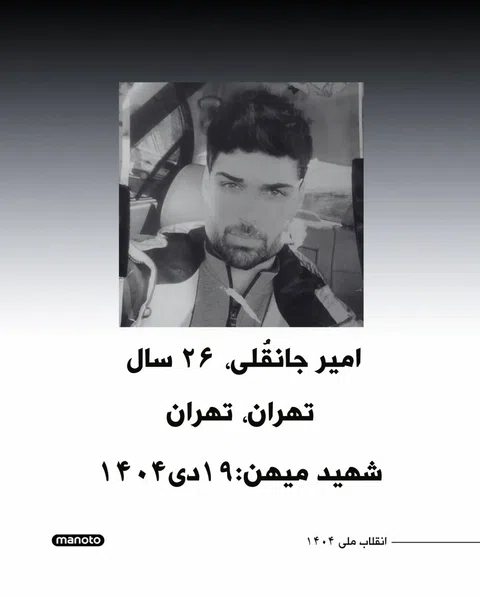 امیر جانقُلی، ۲۶ سال
تهران، تهران
شهید میهن:۱۹دی۱۴۰۴
انقلاب ملی ۱۴۰۴
manoto